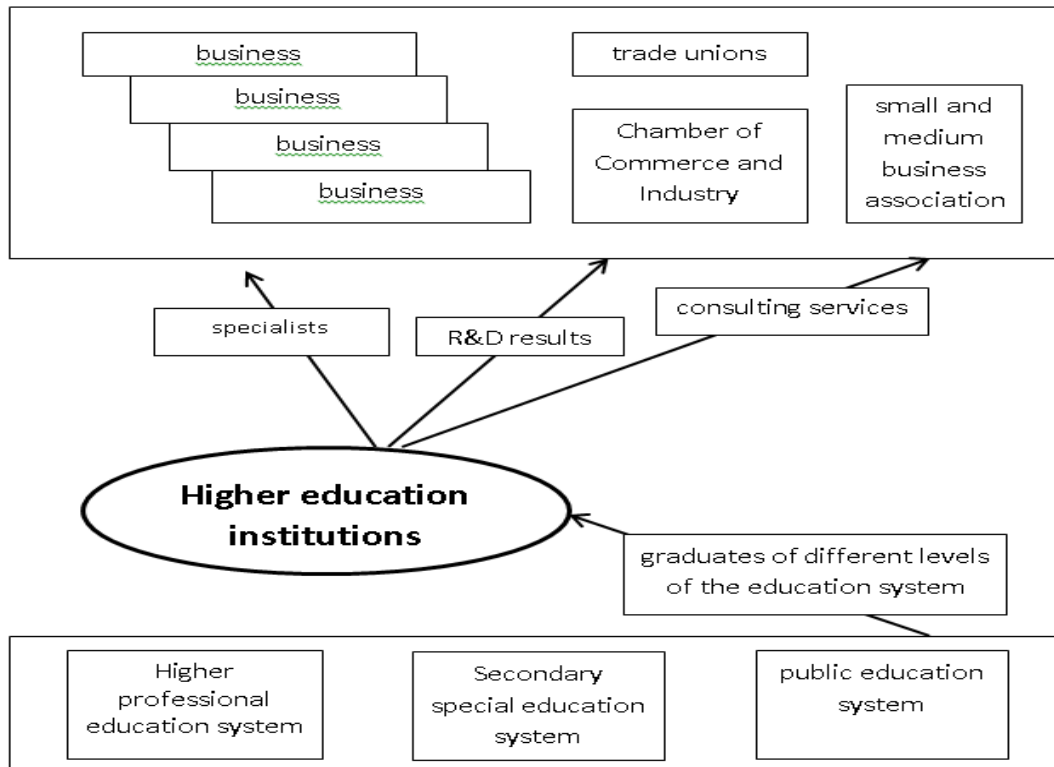 business
business
business
business
trade unions
Chamber of
Commerce and
Industry
small and
medium
business
association
specialists
R&D results
consulting services
Higher education
institutions
graduates of different levels
of the education system
Higher
professional
education system
Secondary
special education
system
public education
system